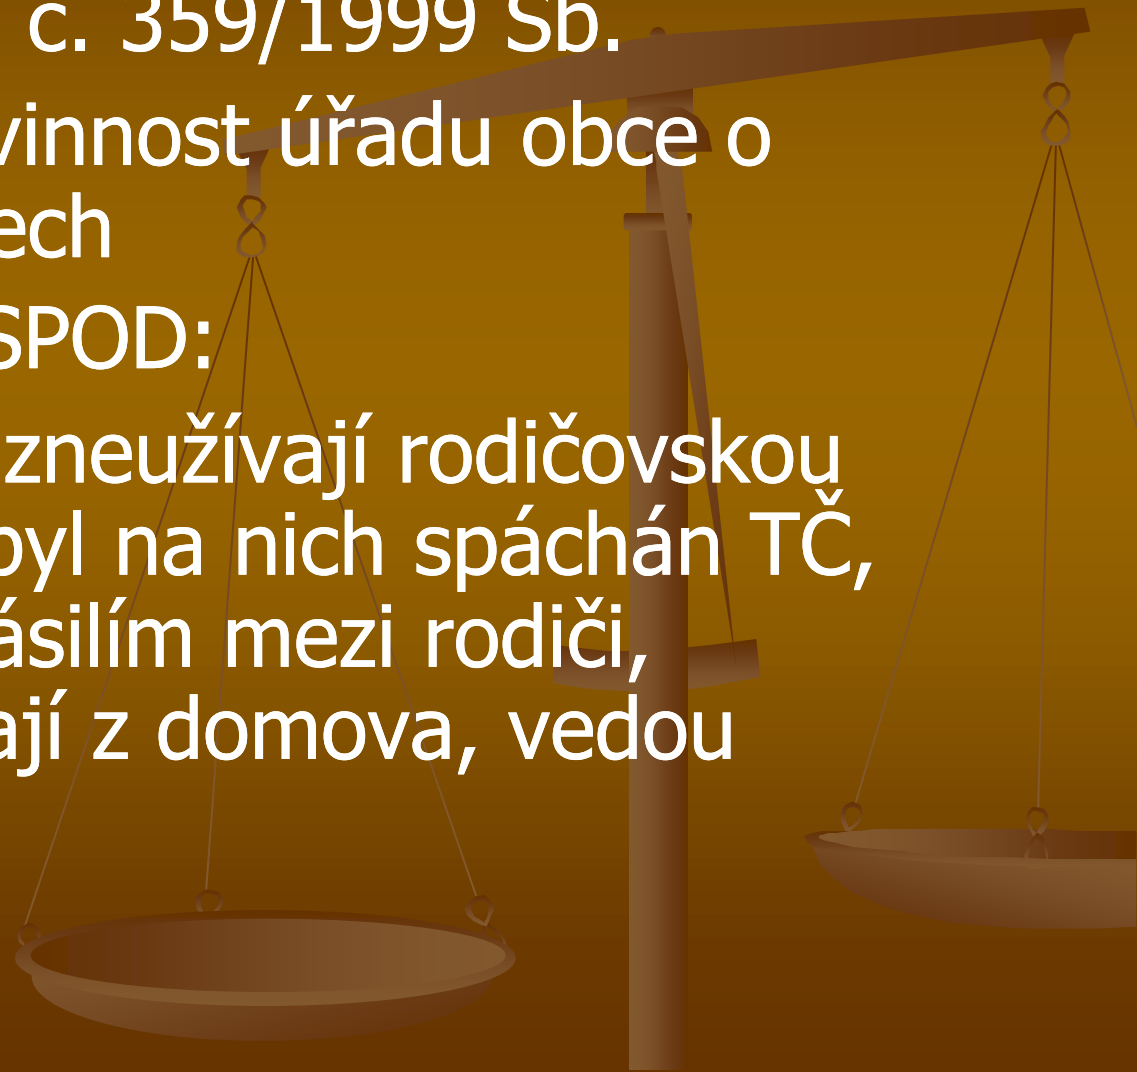 č. 359/1999 Sb.
vinnost úřadu obce o
ech
SPOD:
zneužívají rodičovskou
byl na nich spáchán TČ,
ásilím mezi rodiči,
ají z domova, vedou